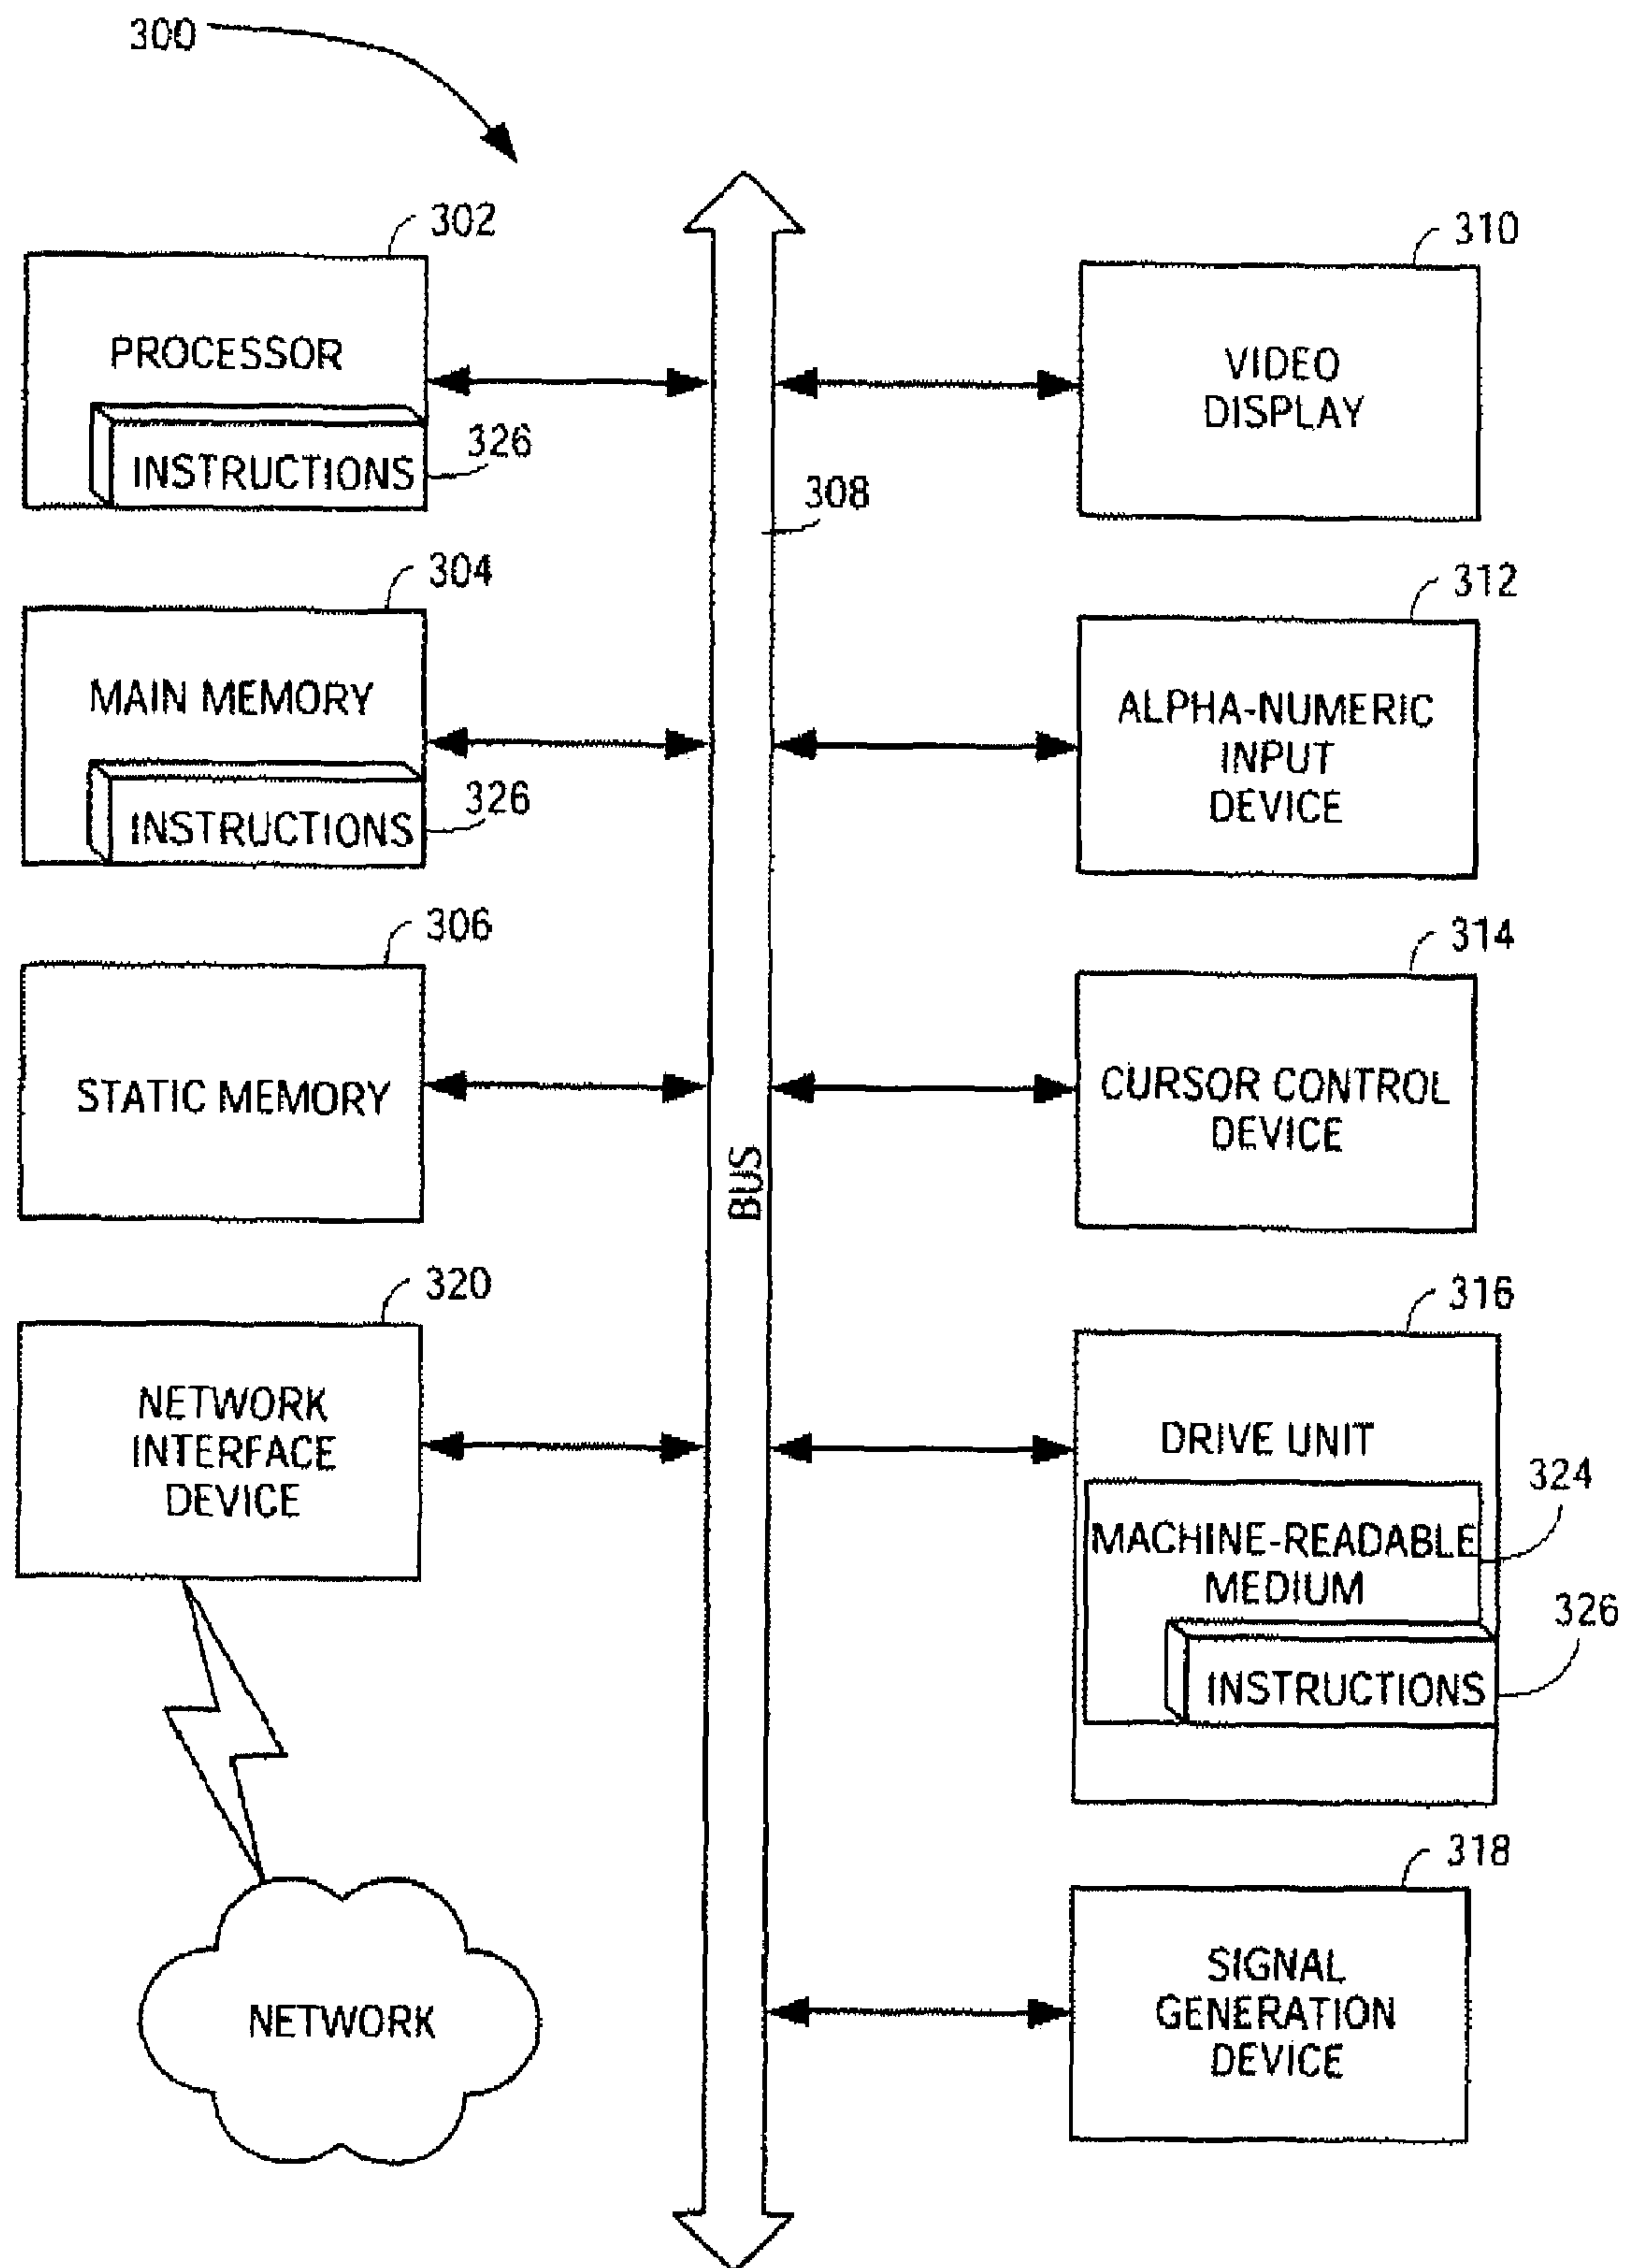 300
302
PROCESSOR
INSTRUCTIONS
326
304
MAIN MEMORY
INSTRUCTIONS
326
306
STATIC MEMORY
320
NETWORK
INTERFACE
DEVICE
NETWORK
308
BUS
310
VIDEO
DISPLAY
312
ALPHA-NUMERIC
INPUT
DEVICE
314
CURSOR CONTROL
DEVICE
316
DRIVE UNIT
324
MACHINE-READABLE
MEDIUM
326
INSTRUCTIONS
318
SIGNAL
GENERATION
DEVICE